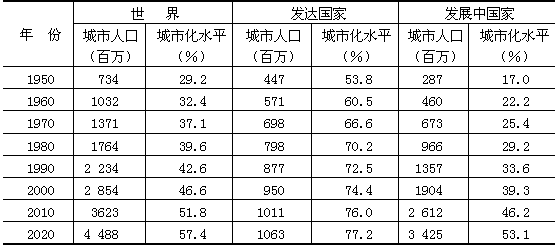 年 份 世 界 发达国家 发展中国家
城市人口(百万) 城市化水平(%) 城市人口(百万) 城市化水平(%) 城市人口(百万) 城市化水平(%)
1950 734 29.2 447 53.8 287 17.0
1960 1032 32.4 571 60.5 460 22.2
1970 1371 37.1 698 66.6 673 25.4
1980 1764 39.6 798 70.2 966 29.2
1990 2 234 42.6 877 72.5 1357 33.6
2000 2 854 46.6 950 74.4 1904 39.3
2010 3623 51.8 1011 76.0 2 612 46.2
2020 4 488 57.4 1063 77.2 3 425 53.1